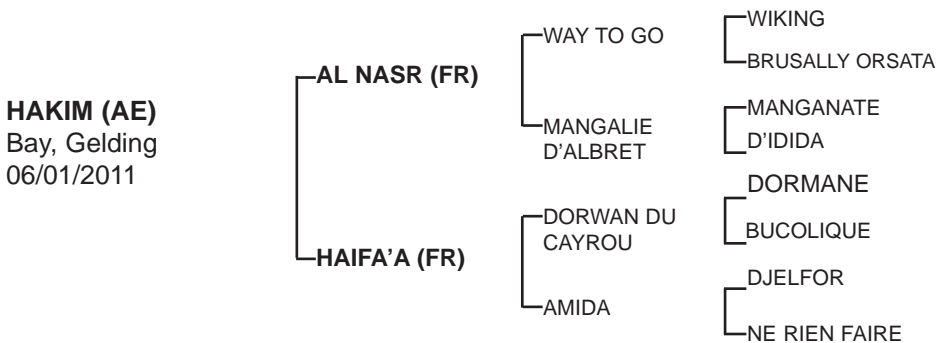 HAKIM (AE)
Bay, Gelding
06/01/2011
AL NASR (FR)
HAIFA'A (FR)
WAY TO GO
MANGALIE
D'ALBRET
DORWAN DU
CAYROU
AMIDA
WIKING
BRUSALLY ORSATA
MANGANATE
D'IDIDA
DORMANE
BUCOLIQUE
DJELFOR
NE RIEN FAIRE